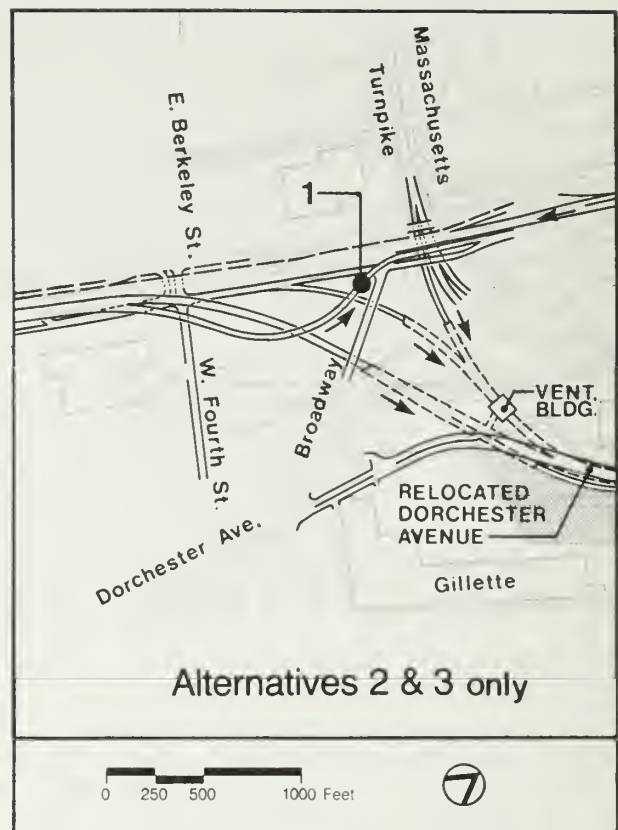 Massachusetts
Turnpike
E. Berkeley St.
1
W. Fourth St.
Broadway
VENT.
BLDG.
RELOCATED
DORCHESTER
AVENUE
Dorchester Ave.
Gillette
Alternatives 2 & 3 only
0 250 500 1000 Feet